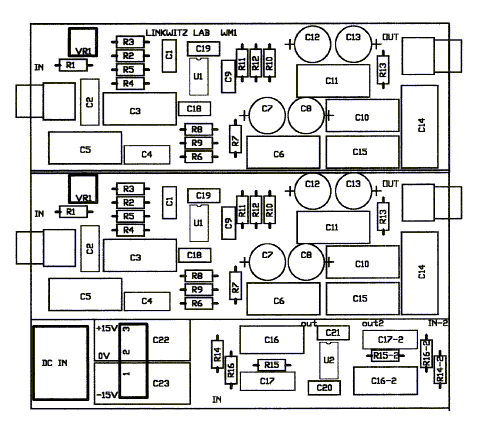 LINKWITZ LAB WM1
VR1
IN
R1
R3
R2
R5
R4
C1
C19
U1
C9
R11
R12
R10
C12
C13
OUT
R13
C11
C2
C3
C18
C7
C8
C10
C14
C5
C4
R8
R9
R6
R7
C6
C15
VR1
IN
R1
R3
R2
R5
R4
C1
C19
U1
C9
R11
R12
R10
C12
C13
OUT
R13
C11
C2
C3
C18
C7
C8
C10
C14
C5
C4
R8
R9
R6
R7
C6
C15
DC IN
+15V
0V
-15V
3
2
1
C22
C23
R14
R16
IN
C16
R15
C17
out
C21
U2
C20
out2
C17-2
R15-2
C16-2
IN-2
R16-2
R14-2